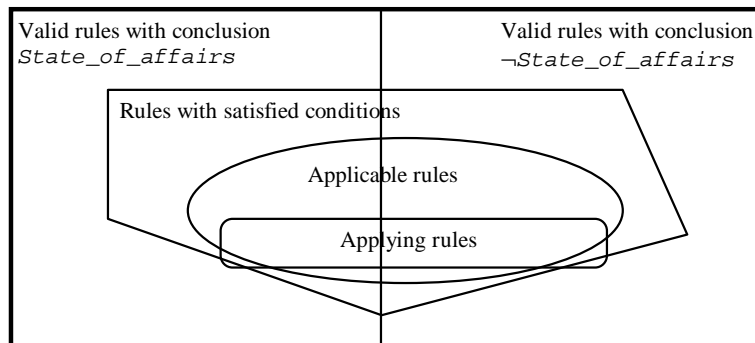 Valid rules with conclusion
State_of_affairs
Valid rules with conclusion
¬State_of_affairs
Rules with satisfied conditions
Applicable rules
Applying rules